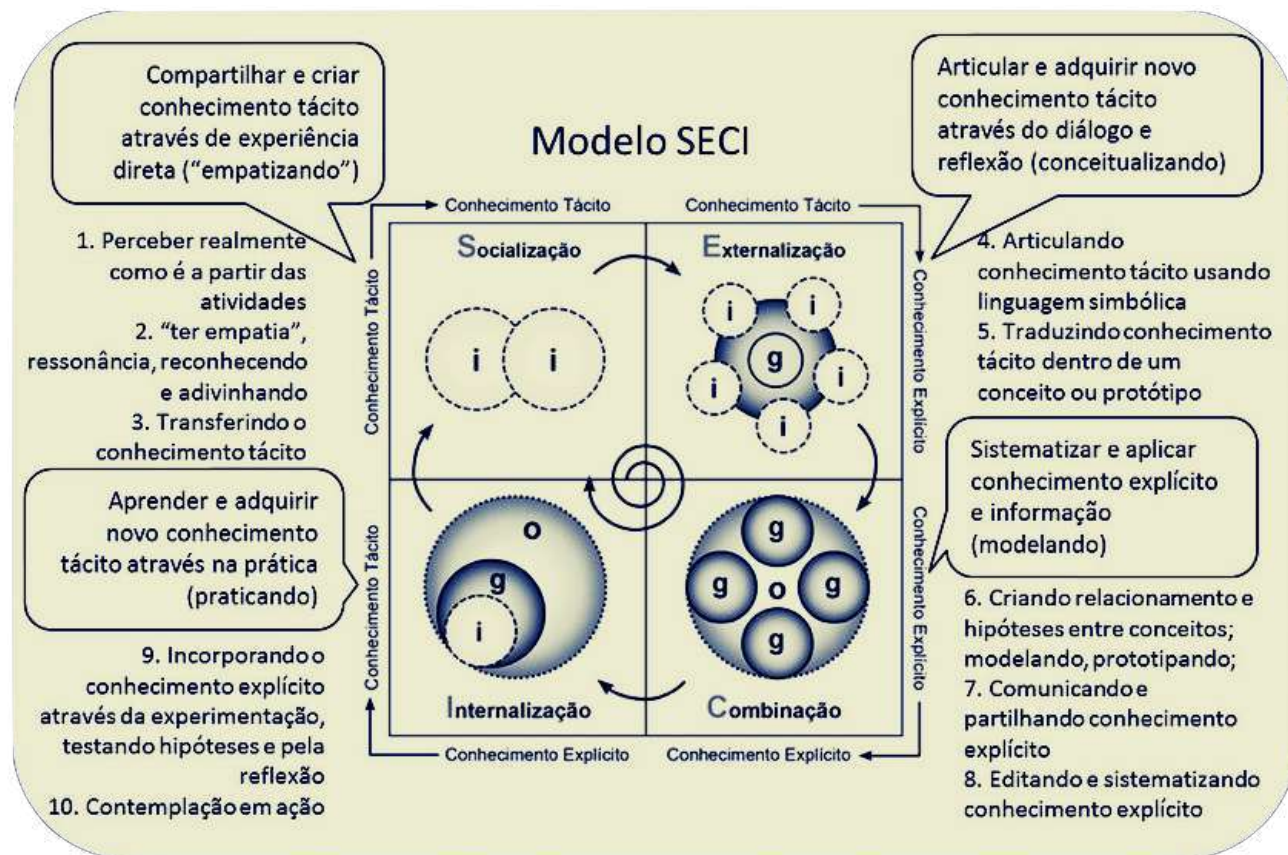 Compartilhar e criar
conhecimento tácito
através de experiência
direta (“empatizando”)
Articular e adquirir novo
conhecimento tácito
através do diálogo e
reflexão (conceitualizando)
Modelo SECI
Conhecimento Tácito
Conhecimento Tácito
1. Perceber realmente
como é a partir das
atividades
2. “ter empatia”,
ressonância, reconhecendo
e adivinhando
3. Transferindo o
conhecimento tácito
Conhecimento Tácito
Socialização
i i
Externalização
i i
g
i i
i
Conhecimento Explícito
4. Articulando
conhecimento tácito usando
linguagem simbólica
5. Traduzindo conhecimento
tácito dentro de um
conceito ou protótipo
Aprender e adquirir
novo conhecimento
tácito através na prática
(praticando)
Sistematizar e aplicar
conhecimento explícito
e informação
(modelando)
Conhecimento Tácito
o
g
i
Internalização
g
g o g
g
Combinação
Conhecimento Explícito
9. Incorporando o
conhecimento explícito
através da experimentação,
testando hipóteses e pela
reflexão
10. Contemplação em ação
6. Criando relacionamento e
hipóteses entre conceitos;
modelando, prototipando;
7. Comunicando e
partilhando conhecimento
explícito
8. Editando e sistematizando
conhecimento explícito
Conhecimento Explícito
Conhecimento Explícito